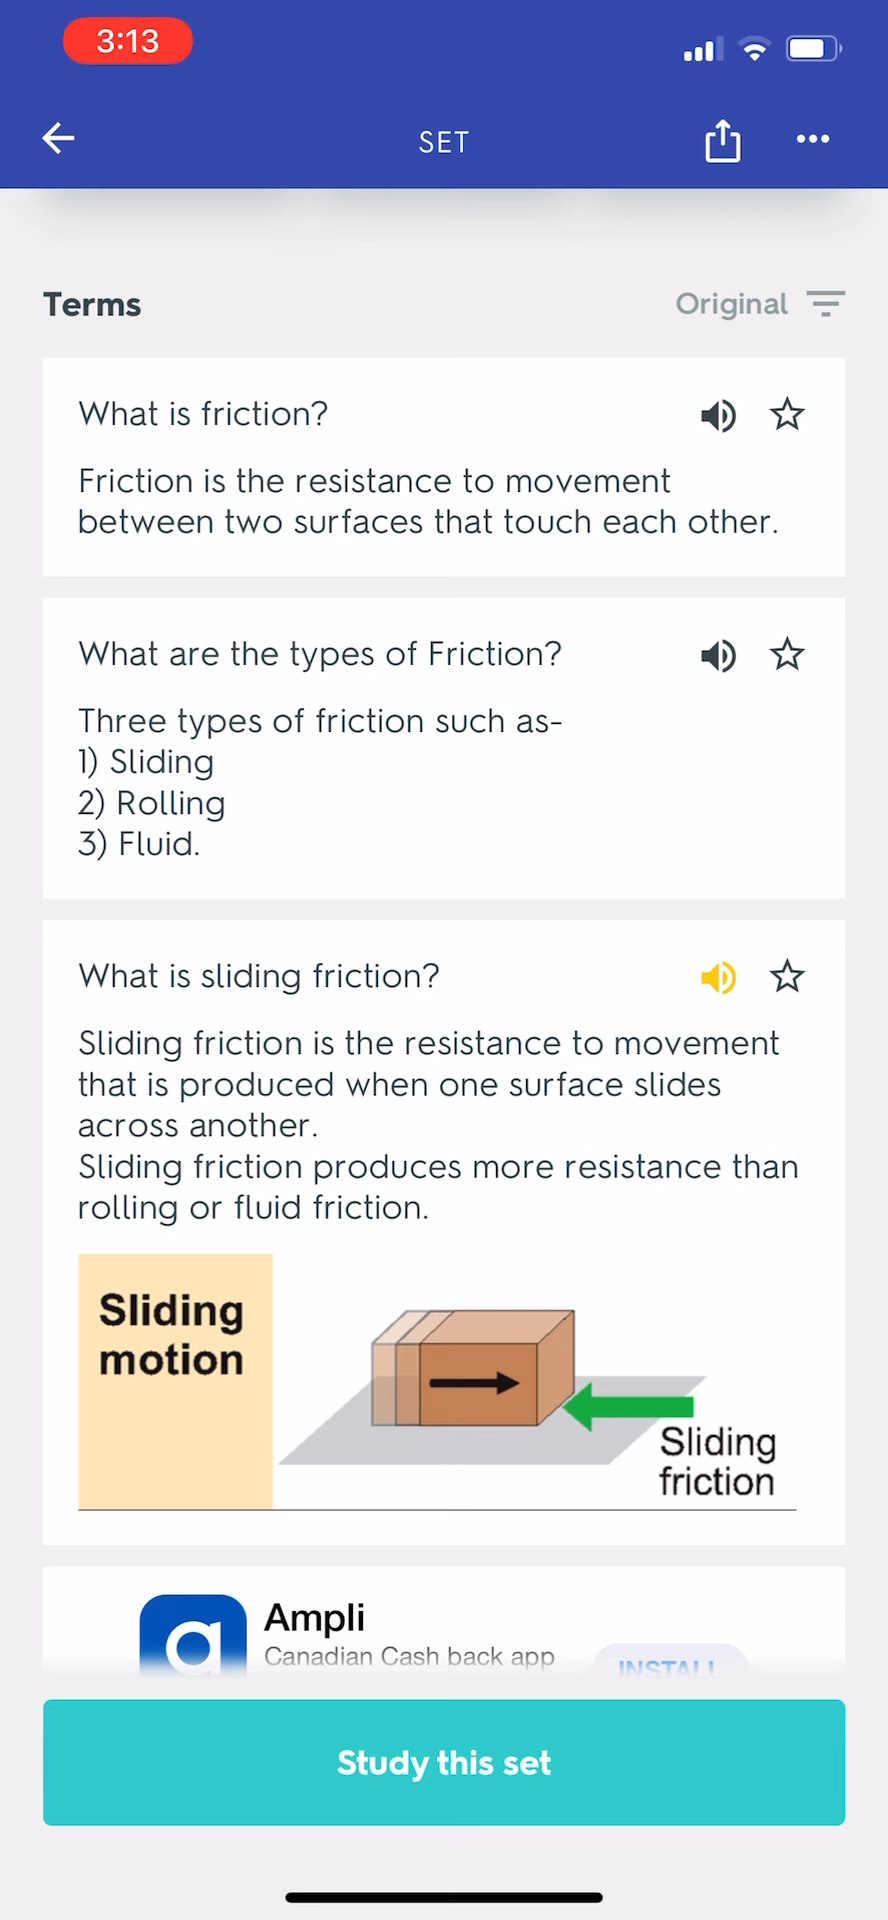 3:13
SET
Terms
Original
What is friction?
Friction is the resistance to movement
between two surfaces that touch each other.
What are the types of Friction?
Three types of friction such as-
1) Sliding
2) Rolling
3) Fluid.
What is sliding friction?
Sliding friction is the resistance to movement
that is produced when one surface slides
across another.
Sliding friction produces more resistance than
rolling or fluid friction.
Sliding
motion
Sliding
friction
a
Ampli
Canadian Cash back app
INSTALL
Study this set